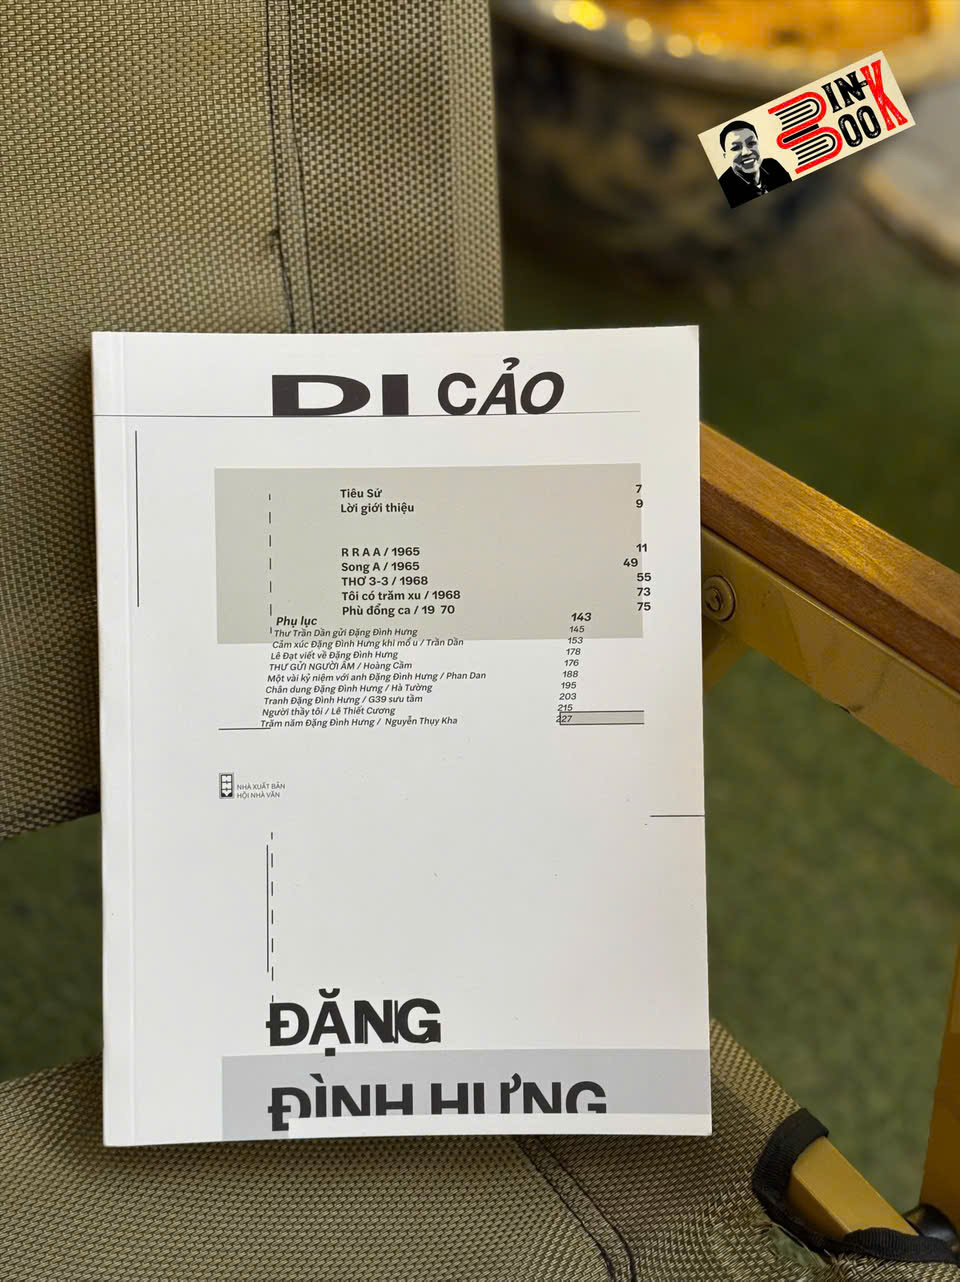 BIN-BOOK
DI CẢO
Tiêu Sử 7
Lời giới thiệu 9
R R A A / 1965 11
Song A / 1965 49
THƠ 3-3 / 1968 55
Tôi có trăm xu / 1968 73
Phù đổng ca / 19 70 75
Phụ lục 143
Thư Trần Dần gửi Đặng Đình Hưng 145
Cảm xúc Đặng Đình Hưng khi mổ u / Trần Dần 153
Lê Đạt viết về Đặng Đình Hưng 178
THƯ GỬI NGƯỜI ÂM / Hoàng Cầm 176
Một vài kỷ niệm với anh Đặng Đình Hưng / Phan Dan 188
Chân dung Đặng Đình Hưng / Hà Tường 195
Tranh Đặng Đình Hưng / G39 sưu tầm 203
Người thầy tôi / Lê Thiết Cương 215
Trăm năm Đặng Đình Hưng / Nguyễn Thụy Kha 227
NHÀ XUẤT BẢN
HỘI NHÀ VĂN
ĐẶNG
ĐÌNH HƯNG